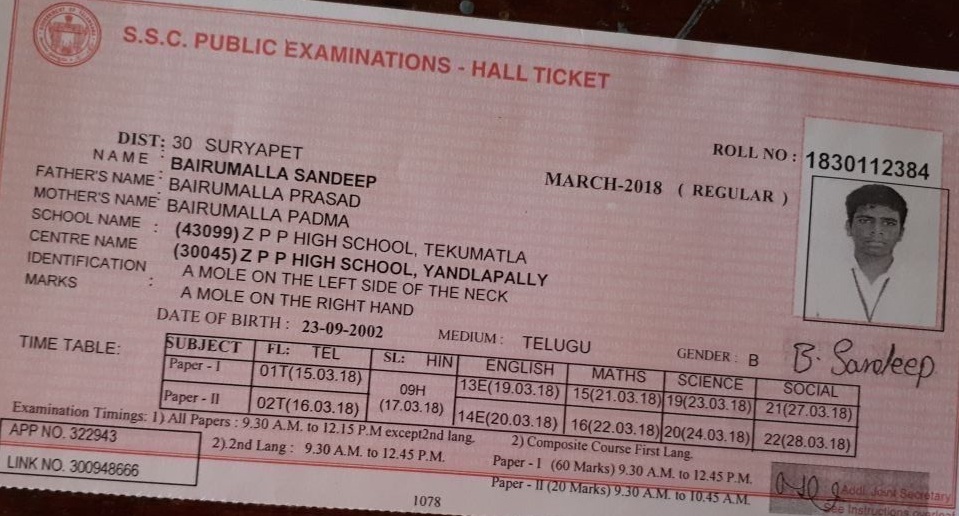 S.S.C. PUBLIC EXAMINATIONS - HALL TICKET
DIST: 30 SURYAPET
ROLL NO : 1830112384
NAME : BAIRUMALLA SANDEEP
MARCH-2018 ( REGULAR )
FATHER'S NAME : BAIRUMALLA PRASAD
MOTHER'S NAME BAIRUMALLA PADMA
SCHOOL NAME : (43099) Z P P HIGH SCHOOL, TEKUMATLA
CENTRE NAME (30045) Z P P HIGH SCHOOL, YANDLAPALLY
IDENTIFICATION MARKS : A MOLE ON THE LEFT SIDE OF THE NECK
A MOLE ON THE RIGHT HAND
DATE OF BIRTH : 23-09-2002 MEDIUM : TELUGU GENDER : B
B. Sandeep
TIME TABLE:
SUBJECT FL: TEL SL: HIN ENGLISH MATHS SCIENCE SOCIAL
Paper - I 01T(15.03.18) 09H (17.03.18) 13E(19.03.18) 15(21.03.18) 19(23.03.18) 21(27.03.18)
Paper - II 02T(16.03.18) 14E(20.03.18) 16(22.03.18) 20(24.03.18) 22(28.03.18)
Examination Timings: 1) All Papers : 9.30 A.M. to 12.15 P.M except2nd lang. 2) Composite Course First Lang.
2).2nd Lang : 9.30 A.M. to 12.45 P.M. Paper - I (60 Marks) 9.30 A.M. to 12.45 P.M.
Paper - II (20 Marks) 9.30 A.M. to 10.45 A.M.
APP NO. 322943
LINK NO. 300948666
1078
Addl. Joint Secretary
See Instructions overleaf